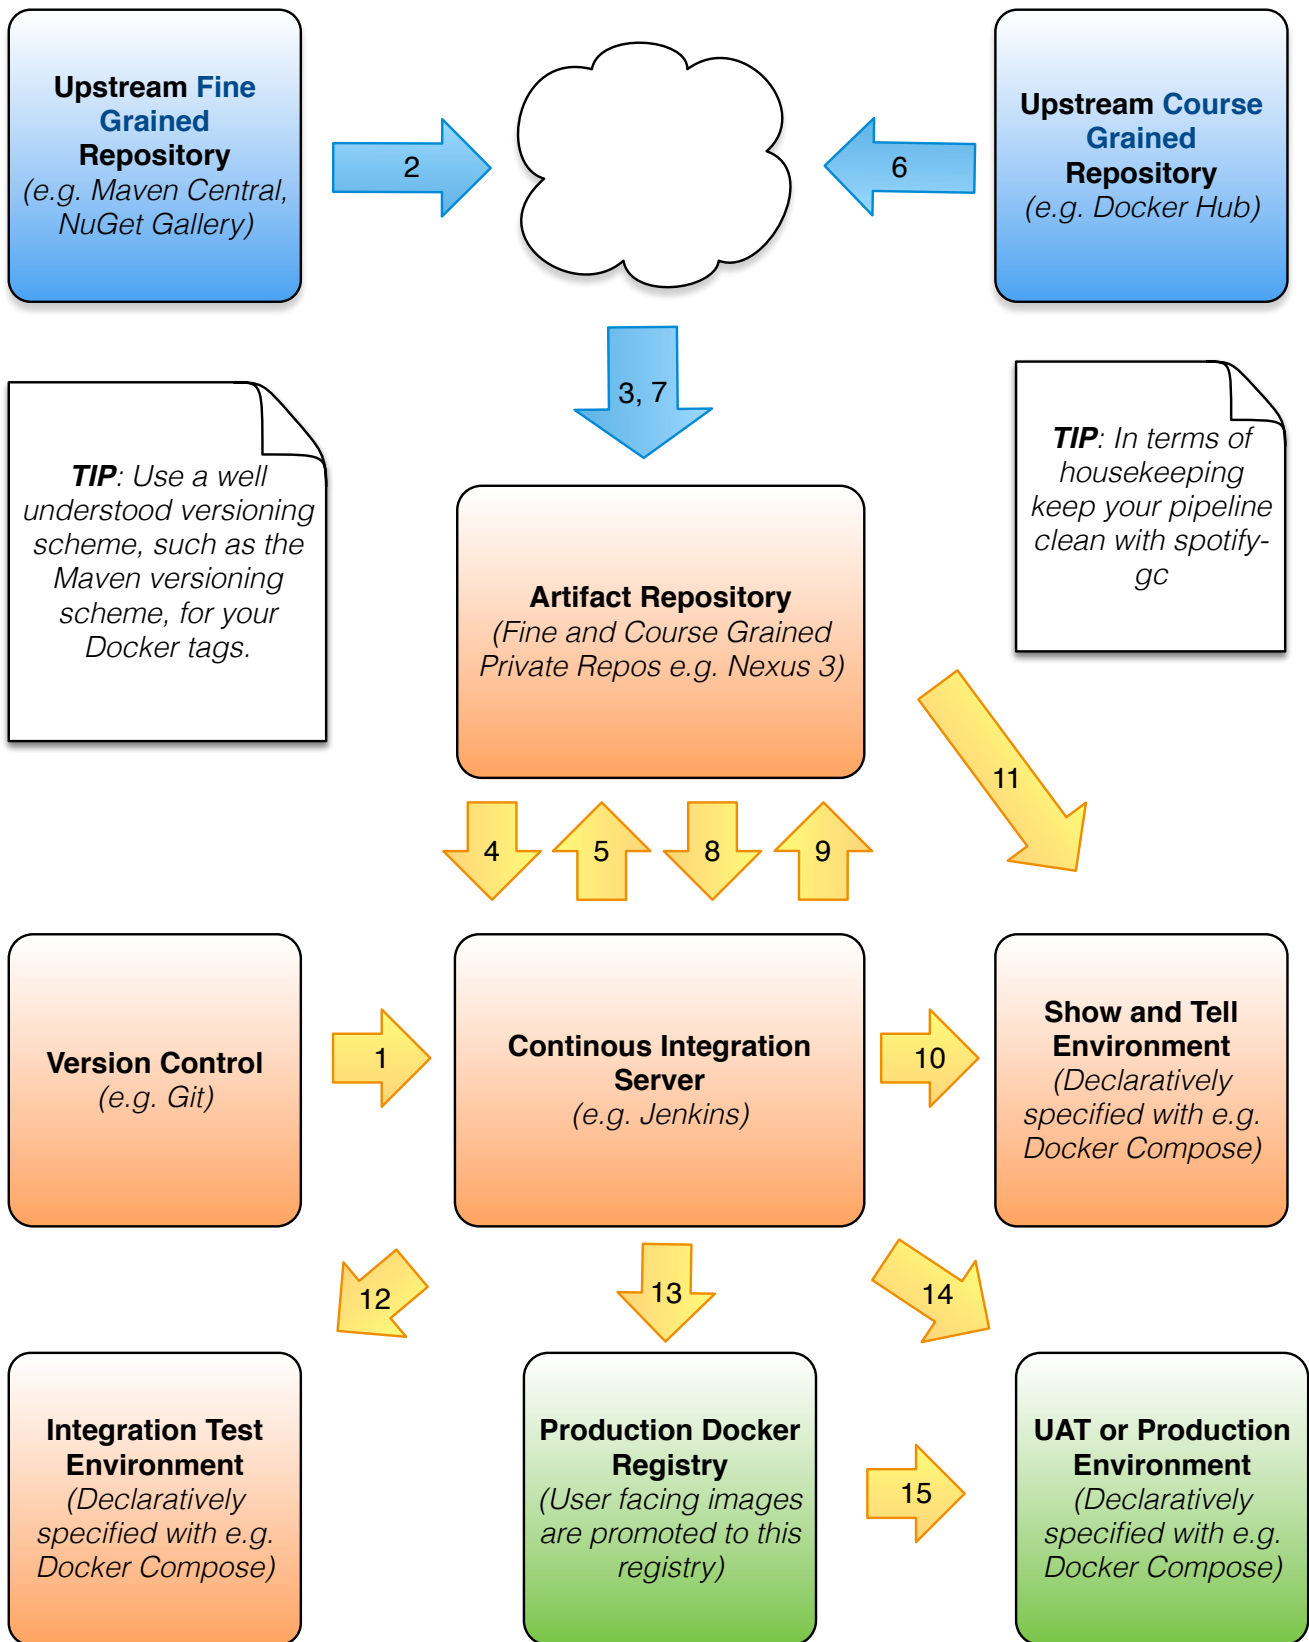 Upstream Fine
Grained
Repository
(e.g. Maven Central,
NuGet Gallery)
2
6
Upstream Course
Grained
Repository
(e.g. Docker Hub)
3, 7
TIP: Use a well
understood versioning
scheme, such as the
Maven versioning
scheme, for your
Docker tags.
TIP: In terms of
housekeeping
keep your pipeline
clean with spotify-
gc
Artifact Repository
(Fine and Course Grained
Private Repos e.g. Nexus 3)
11
4
5
8
9
Version Control
(e.g. Git)
1
Continous Integration
Server
(e.g. Jenkins)
10
Show and Tell
Environment
(Declaratively
specified with e.g.
Docker Compose)
12
13
14
Integration Test
Environment
(Declaratively
specified with e.g.
Docker Compose)
Production Docker
Registry
(User facing images
are promoted to this
registry)
15
UAT or Production
Environment
(Declaratively
specified with e.g.
Docker Compose)